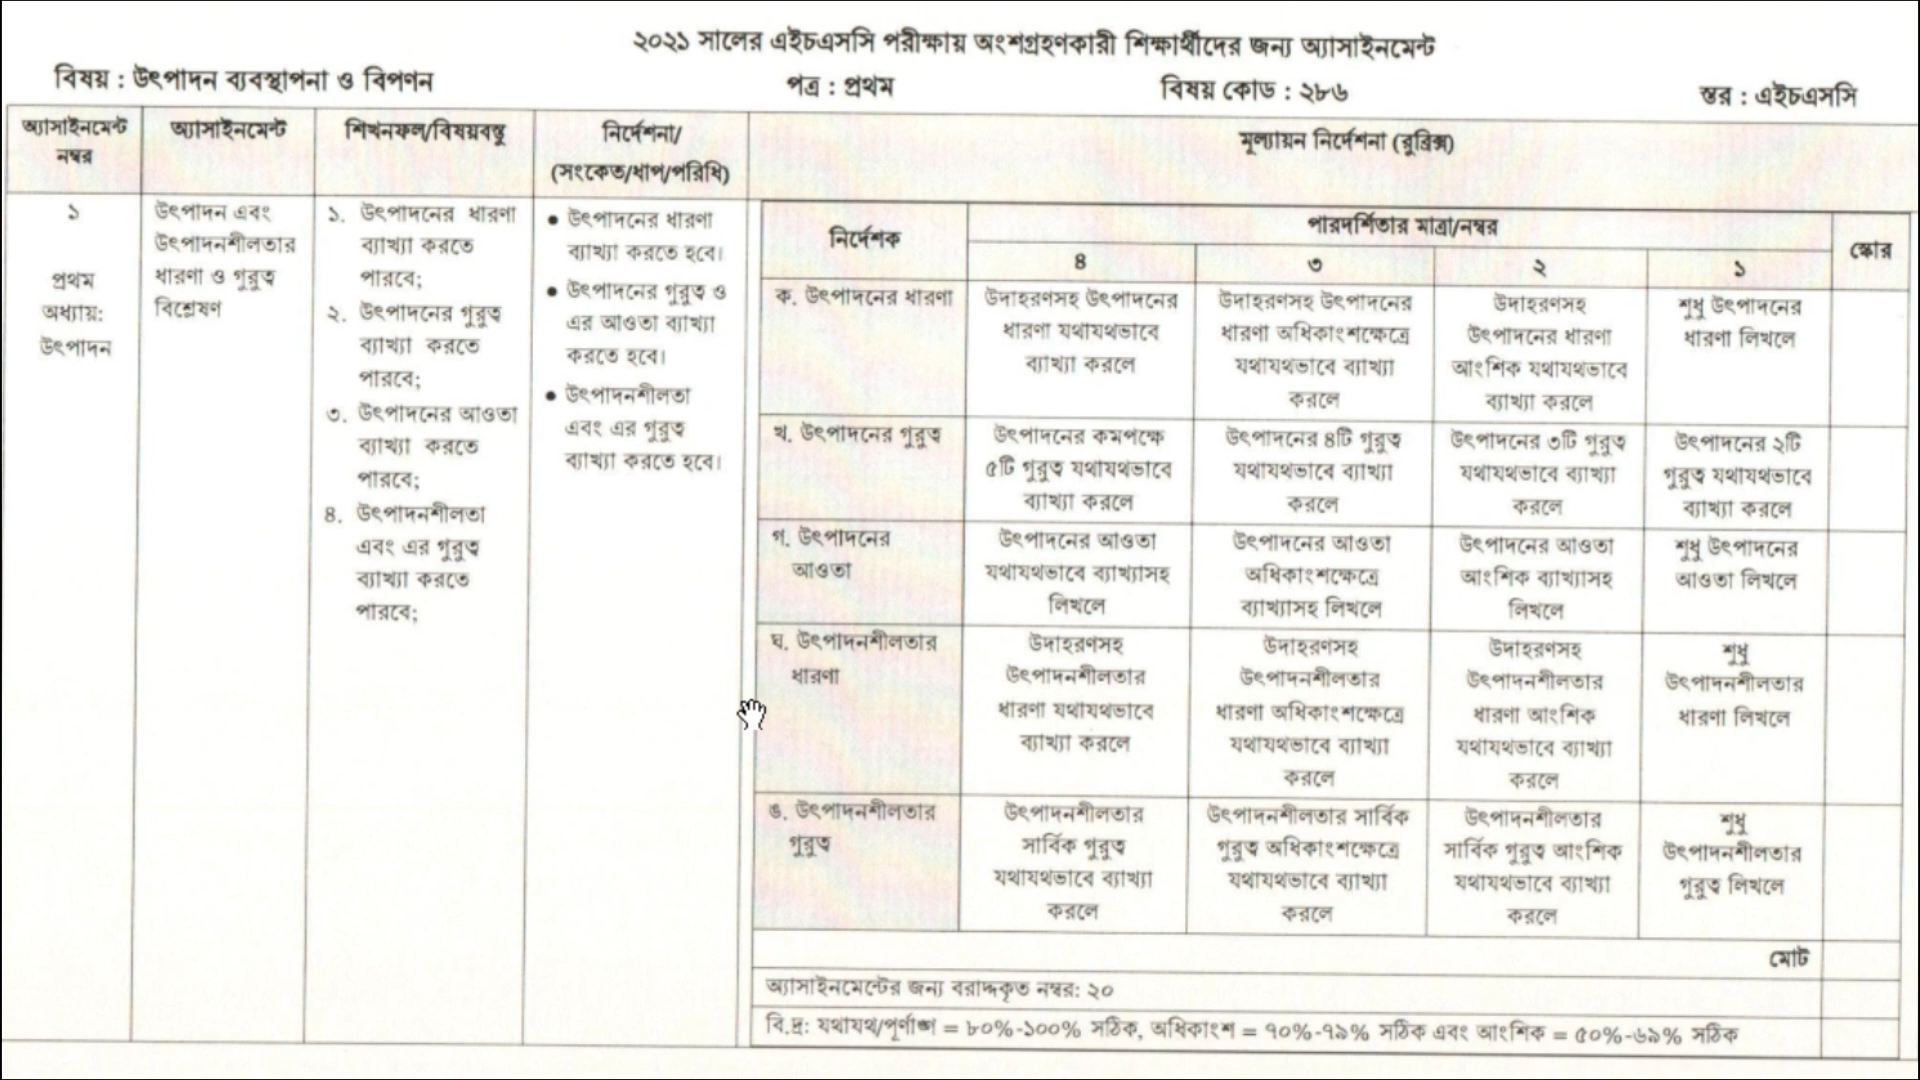 ২০২১ সালের এইচএসসি পরীক্ষায় অংশগ্রহণকারী শিক্ষার্থীদের জন্য অ্যাসাইনমেন্ট
বিষয় : উৎপাদন ব্যবস্থাপনা ও বিপণন
পত্র : প্রথম
বিষয় কোড : ২৮৬
স্তর : এইচএসসি
অ্যাসাইনমেন্ট
নম্বর
অ্যাসাইনমেন্ট
শিখনফল/বিষয়বস্তু
নির্দেশনা/
(সংকেত/ধাপ/পরিধি)
মূল্যায়ন নির্দেশনা (রুব্রিক্স)
১
প্রথম
অধ্যায়:
উৎপাদন
উৎপাদন এবং
উৎপাদনশীলতার
ধারণা ও গুরুত্ব
বিশ্লেষণ
১. উৎপাদনের ধারণা
ব্যাখ্যা করতে
পারবে;
২. উৎপাদনের গুরুত্ব
ব্যাখ্যা করতে
পারবে;
৩. উৎপাদনের আওতা
ব্যাখ্যা করতে
পারবে;
৪. উৎপাদনশীলতা
এবং এর গুরুত্ব
ব্যাখ্যা করতে
পারবে;
• উৎপাদনের ধারণা
ব্যাখ্যা করতে হবে।
• উৎপাদনের গুরুত্ব ও
এর আওতা ব্যাখ্যা
করতে হবে।
• উৎপাদনশীলতা
এবং এর গুরুত্ব
ব্যাখ্যা করতে হবে।
নির্দেশক
পারদর্শিতার মাত্রা/নম্বর
স্কোর
৪
৩
২
১
ক. উৎপাদনের ধারণা
উদাহরণসহ উৎপাদনের
ধারণা যথাযথভাবে
ব্যাখ্যা করলে
উদাহরণসহ উৎপাদনের
ধারণা অধিকাংশক্ষেত্রে
যথাযথভাবে ব্যাখ্যা
করলে
উদাহরণসহ
উৎপাদনের ধারণা
আংশিক যথাযথভাবে
ব্যাখ্যা করলে
শুধু উৎপাদনের
ধারণা লিখলে
খ. উৎপাদনের গুরুত্ব
উৎপাদনের কমপক্ষে
৫টি গুরুত্ব যথাযথভাবে
ব্যাখ্যা করলে
উৎপাদনের ৪টি গুরুত্ব
যথাযথভাবে ব্যাখ্যা
করলে
উৎপাদনের ৩টি গুরুত্ব
যথাযথভাবে ব্যাখ্যা
করলে
উৎপাদনের ২টি
গুরুত্ব যথাযথভাবে
ব্যাখ্যা করলে
গ. উৎপাদনের
আওতা
উৎপাদনের আওতা
যথাযথভাবে ব্যাখ্যাসহ
লিখলে
উৎপাদনের আওতা
অধিকাংশক্ষেত্রে
ব্যাখ্যাসহ লিখলে
উৎপাদনের আওতা
আংশিক ব্যাখ্যাসহ
লিখলে
শুধু উৎপাদনের
আওতা লিখলে
ঘ. উৎপাদনশীলতার
ধারণা
উদাহরণসহ
উৎপাদনশীলতার
ধারণা যথাযথভাবে
ব্যাখ্যা করলে
উদাহরণসহ
উৎপাদনশীলতার
ধারণা অধিকাংশক্ষেত্রে
যথাযথভাবে ব্যাখ্যা
করলে
উদাহরণসহ
উৎপাদনশীলতার
ধারণা আংশিক
যথাযথভাবে ব্যাখ্যা
করলে
শুধু
উৎপাদনশীলতার
ধারণা লিখলে
ঙ. উৎপাদনশীলতার
গুরুত্ব
উৎপাদনশীলতার
সার্বিক গুরুত্ব
যথাযথভাবে ব্যাখ্যা
করলে
উৎপাদনশীলতার সার্বিক
গুরুত্ব অধিকাংশক্ষেত্রে
যথাযথভাবে ব্যাখ্যা
করলে
উৎপাদনশীলতার
সার্বিক গুরুত্ব আংশিক
যথাযথভাবে ব্যাখ্যা
করলে
শুধু
উৎপাদনশীলতার
গুরুত্ব লিখলে
মোট
অ্যাসাইনমেন্টের জন্য বরাদ্দকৃত নম্বর: ২০
বি.দ্র: যথাযথ/পূর্ণাঙ্গ = ৮০%-১০০% সঠিক, অধিকাংশ = ৭০%-৭৯% সঠিক এবং আংশিক = ৫০%-৬৯% সঠিক